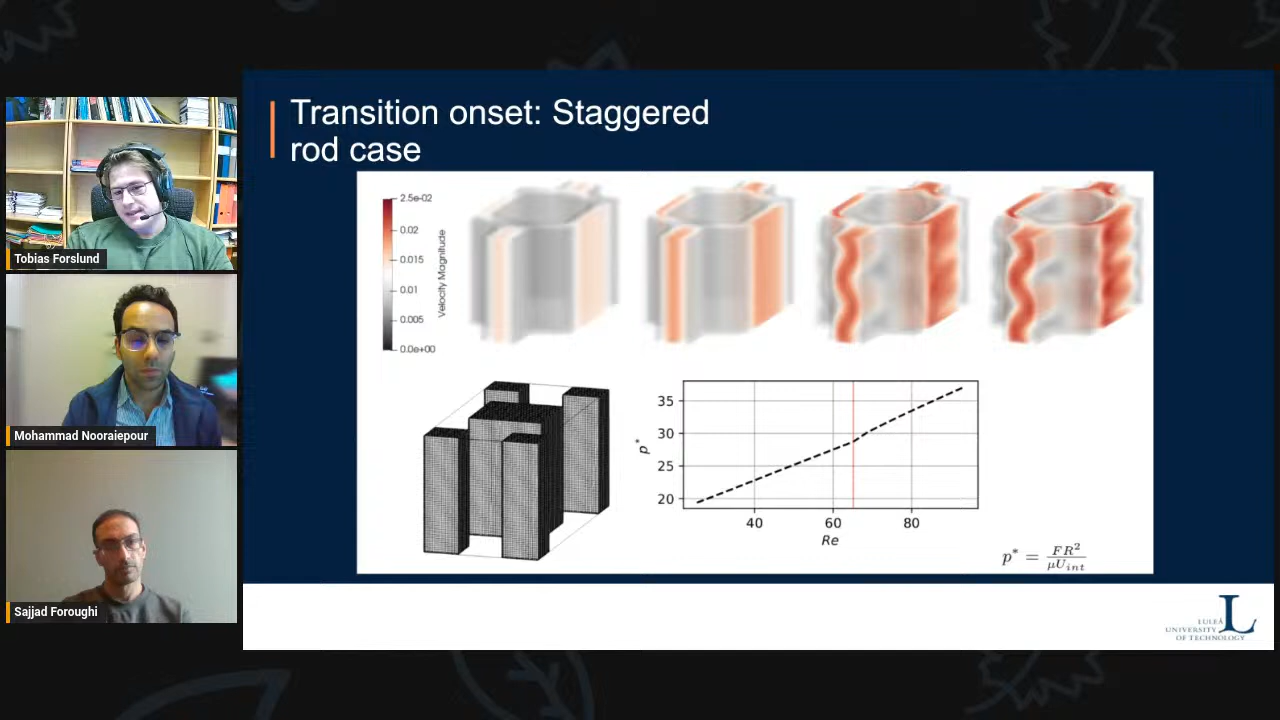 Transition onset: Staggered
rod case
2.5e-02
0.02
0.015
0.01
0.005
0.0e+00
Velocity Magnitude
Tobias Forslund
Mohammad Nooraiepour
Sajjad Foroughi
35
30
25
20
p*
40 60 80
Re
p* = FR² / μU_int
LULEÅ
UNIVERSITY
OF TECHNOLOGY
L